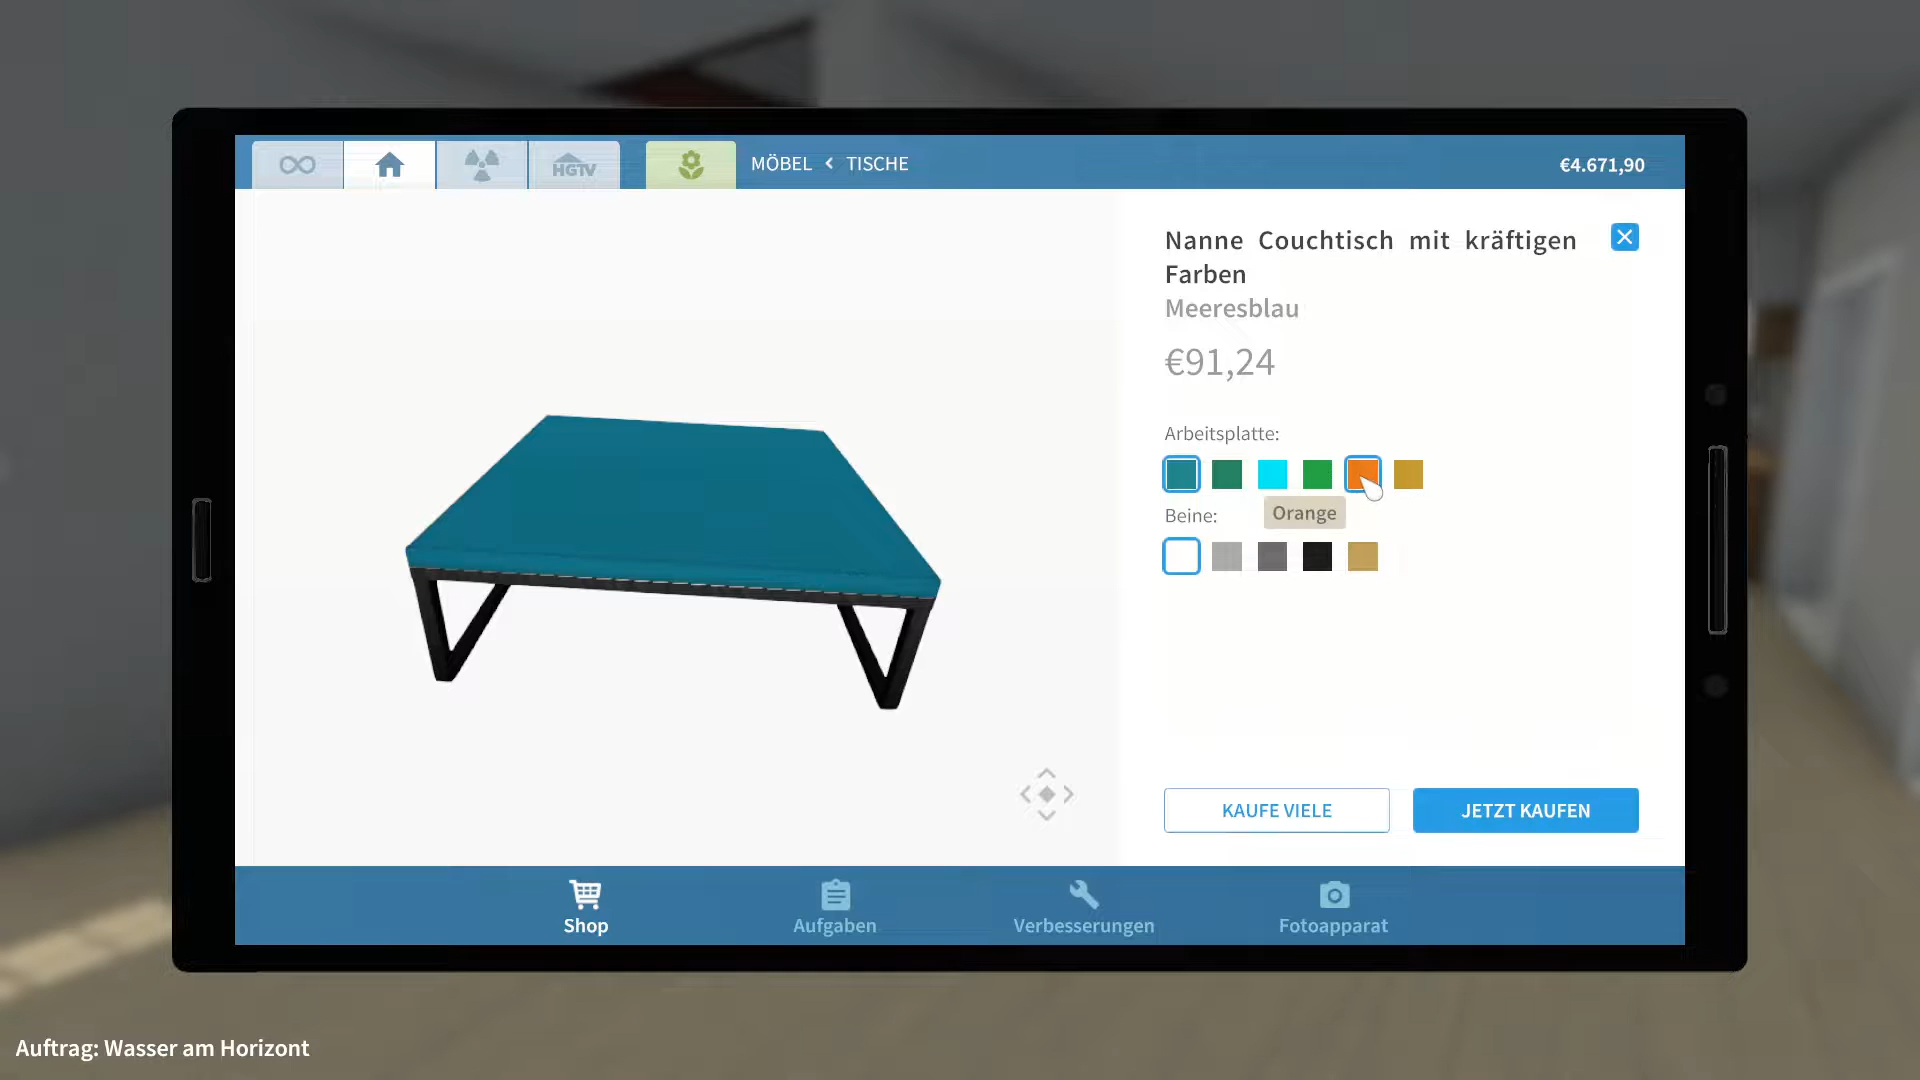 HGTV
MÖBEL < TISCHE
€4.671,90
Nanne Couchtisch mit kräftigen
Farben
Meeresblau
€91,24
Arbeitsplatte:
Orange
Beine:
KAUFE VIELE
JETZT KAUFEN
Shop
Aufgaben
Verbesserungen
Fotoapparat
Auftrag: Wasser am Horizont